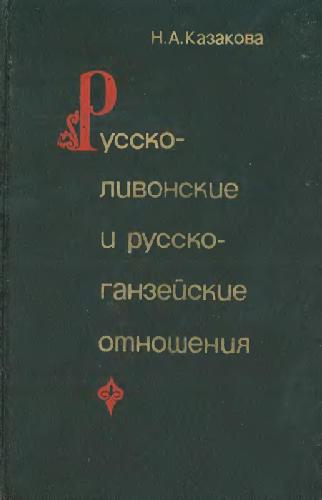 Н.А.Казакова
Русско-
ливонские
и русско-
ганзейские
отношения